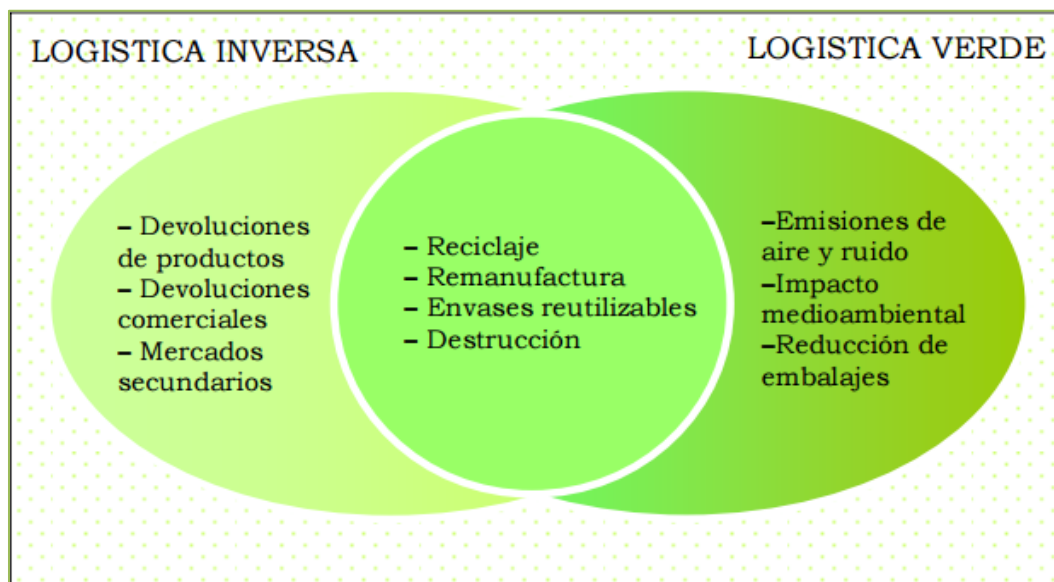 LOGISTICA INVERSA
LOGISTICA VERDE
– Devoluciones
de productos
– Devoluciones
comerciales
– Mercados
secundarios
– Reciclaje
– Remanufactura
– Envases reutilizables
– Destrucción
–Emisiones de
aire y ruido
–Impacto
medioambiental
–Reducción de
embalajes